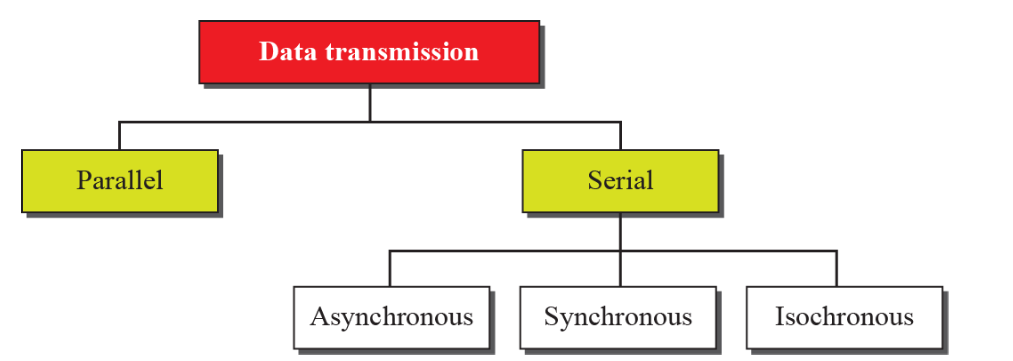 Data transmission
Parallel
Serial
Asynchronous
Synchronous
Isochronous